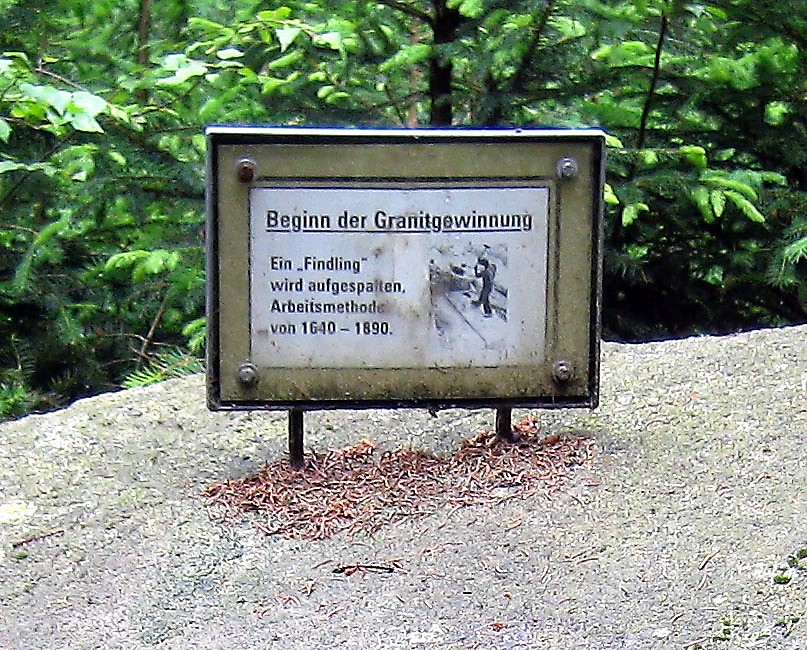 Beginn der Granitgewinnung
Ein „Findling"
wird aufgespalten,
Arbeitsmethode
von 1640 – 1890.